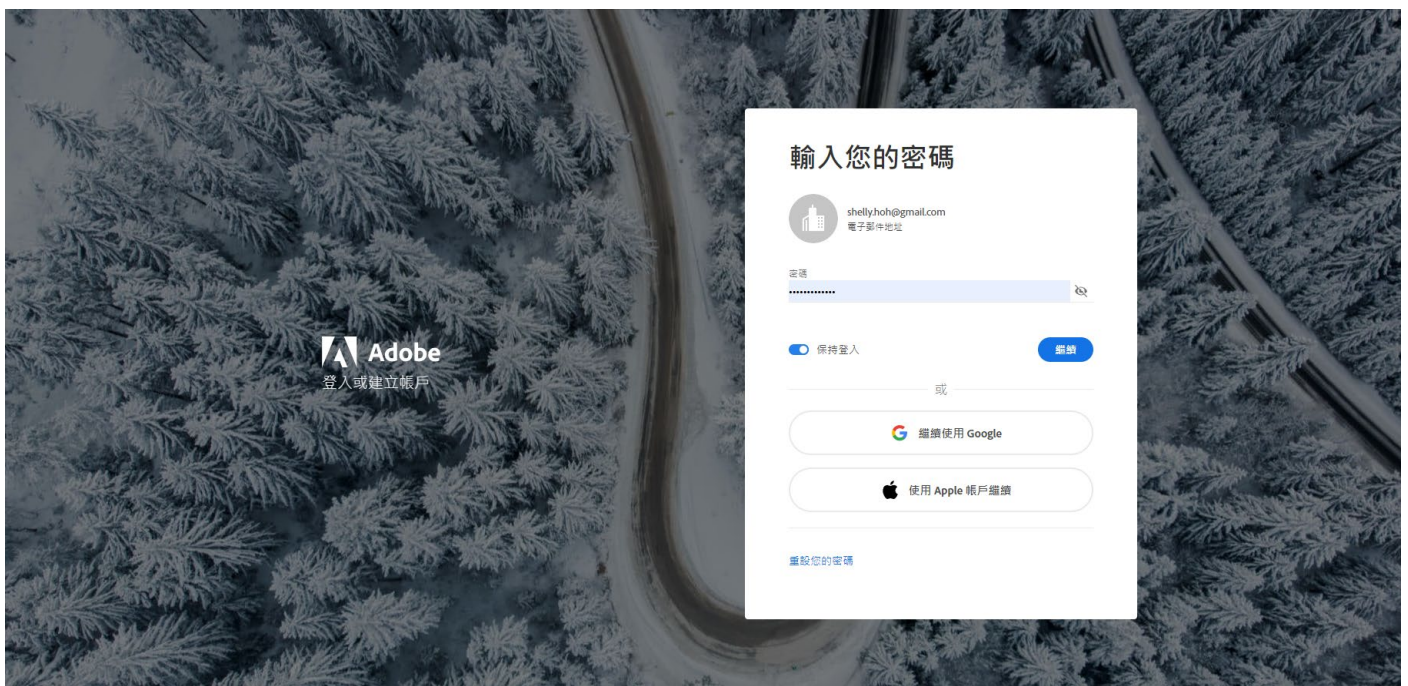 Adobe
登入或建立帳戶
輸入您的密碼
shelly.hoh@gmail.com
電子郵件地址
密碼
•••••••••••••
保持登入
繼續
或
繼續使用 Google
使用 Apple 帳戶繼續
重設您的密碼